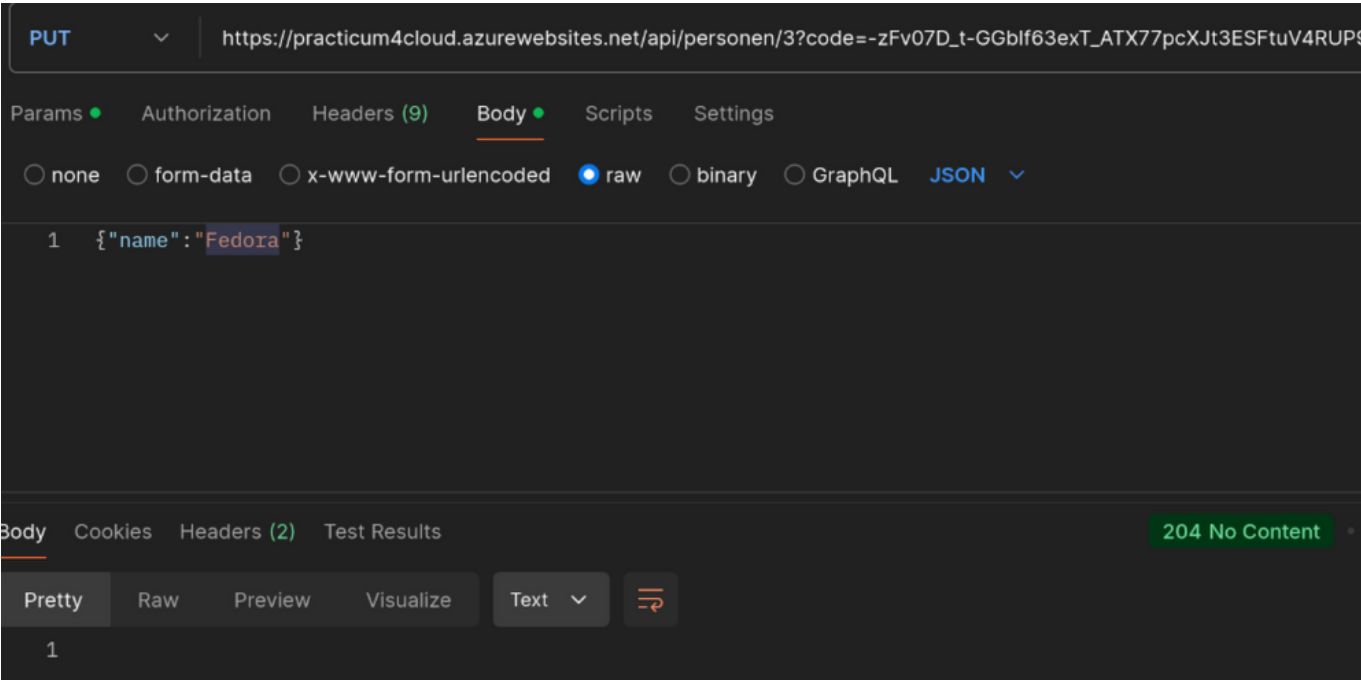 PUT https://practicum4cloud.azurewebsites.net/api/personen/3?code=-zFv07D_t-GGblf63exT_ATX77pcXJt3ESFtuV4RUP9
Params Authorization Headers (9) Body Scripts Settings
none form-data x-www-form-urlencoded raw binary GraphQL JSON
1 {"name":"Fedora"}
Body Cookies Headers (2) Test Results 204 No Content
Pretty Raw Preview Visualize Text
1